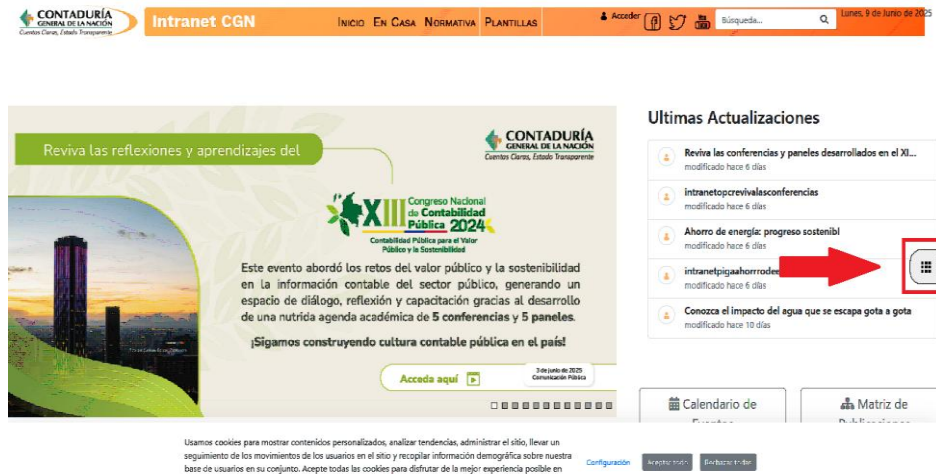 CONTADURÍA
GENERAL DE LA NACIÓN
Cuentas Claras, Estado Transparente
Intranet CGN
INICIO EN CASA NORMATIVA PLANTILLAS
Acceder
Búsqueda...
Lunes, 9 de Junio de 2025
Reviva las reflexiones y aprendizajes del
CONTADURÍA
GENERAL DE LA NACIÓN
Cuentas Claras, Estado Transparente
XIII Congreso Nacional
de Contabilidad
Pública 2024
Contabilidad Pública para el Valor
Público y la Sostenibilidad
Este evento abordó los retos del valor público y la sostenibilidad
en la información contable del sector público, generando un
espacio de diálogo, reflexión y capacitación gracias al desarrollo
de una nutrida agenda académica de 5 conferencias y 5 paneles.
¡Sigamos construyendo cultura contable pública en el país!
Acceda aquí
3 de junio de 2025
Comunicación Pública
Ultimas Actualizaciones
Reviva las conferencias y paneles desarrollados en el XI...
modificado hace 6 días
intranetopcrevivalasconferencias
modificado hace 6 días
Ahorro de energía: progreso sostenibl
modificado hace 6 días
intranetpigaahorrrodee
modificado hace 6 días
Conozca el impacto del agua que se escapa gota a gota
modificado hace 10 días
Calendario de
Matriz de
Usamos cookies para mostrar contenidos personalizados, analizar tendencias, administrar el sitio, llevar un
seguimiento de los movimientos de los usuarios en el sitio y recopilar información demográfica sobre nuestra
base de usuarios en su conjunto. Acepte todas las cookies para disfrutar de la mejor experiencia posible en
Configuración
Aceptar todo
Rechazar todas